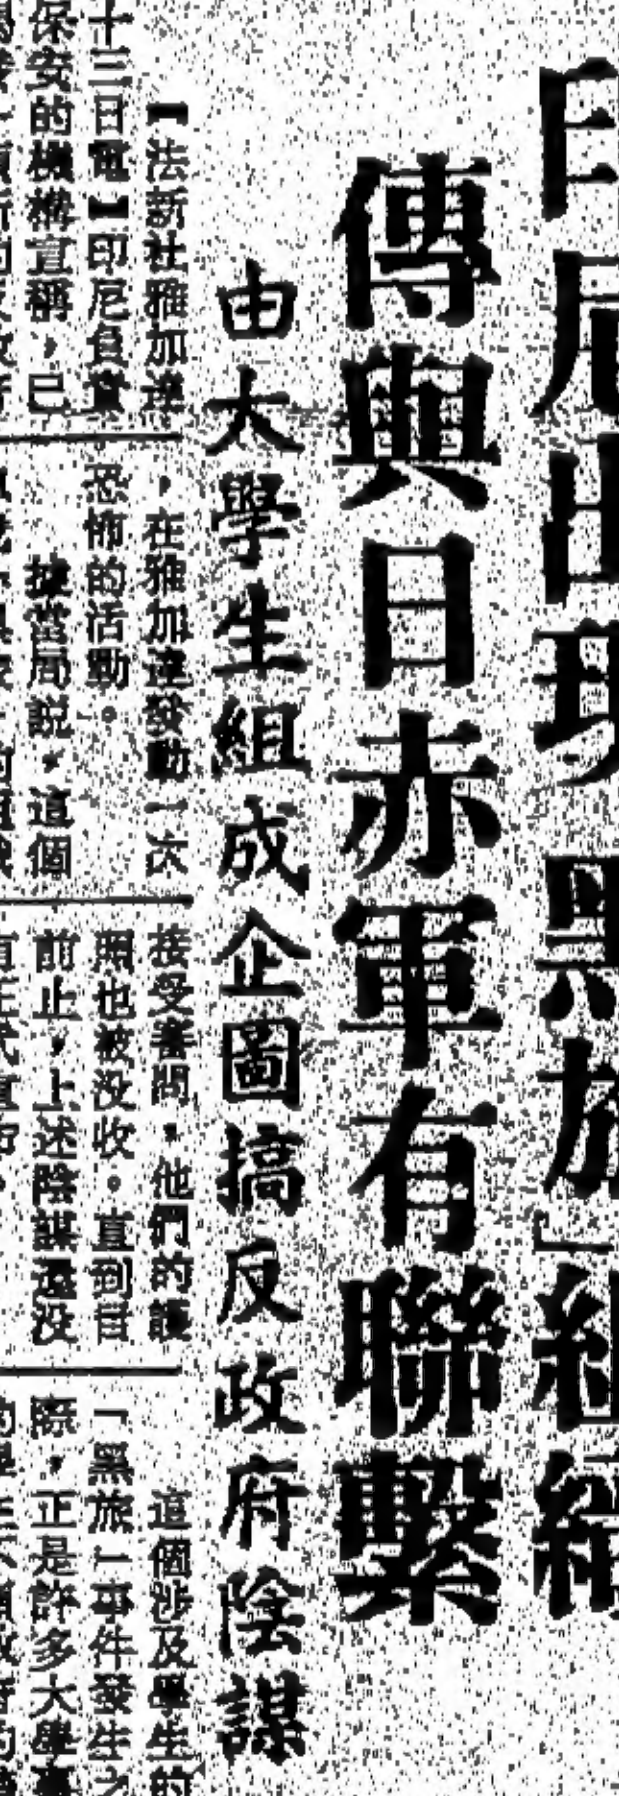 印尼出現黑旅」組織
傳與日赤軍有聯繫
由大學生組成企圖搞反政府陰謀
【法新社雅加達
十三日電】印尼負責
保安的機構宣稱，已
，在雅加達發動一次
恐怖的活動。
據當局説，這個
接受審問，他們的護
照也被没收。直到目
前止，上述陰謀還没
這個涉及學生的
「黑旅」事件發生之
際，正是許多大學